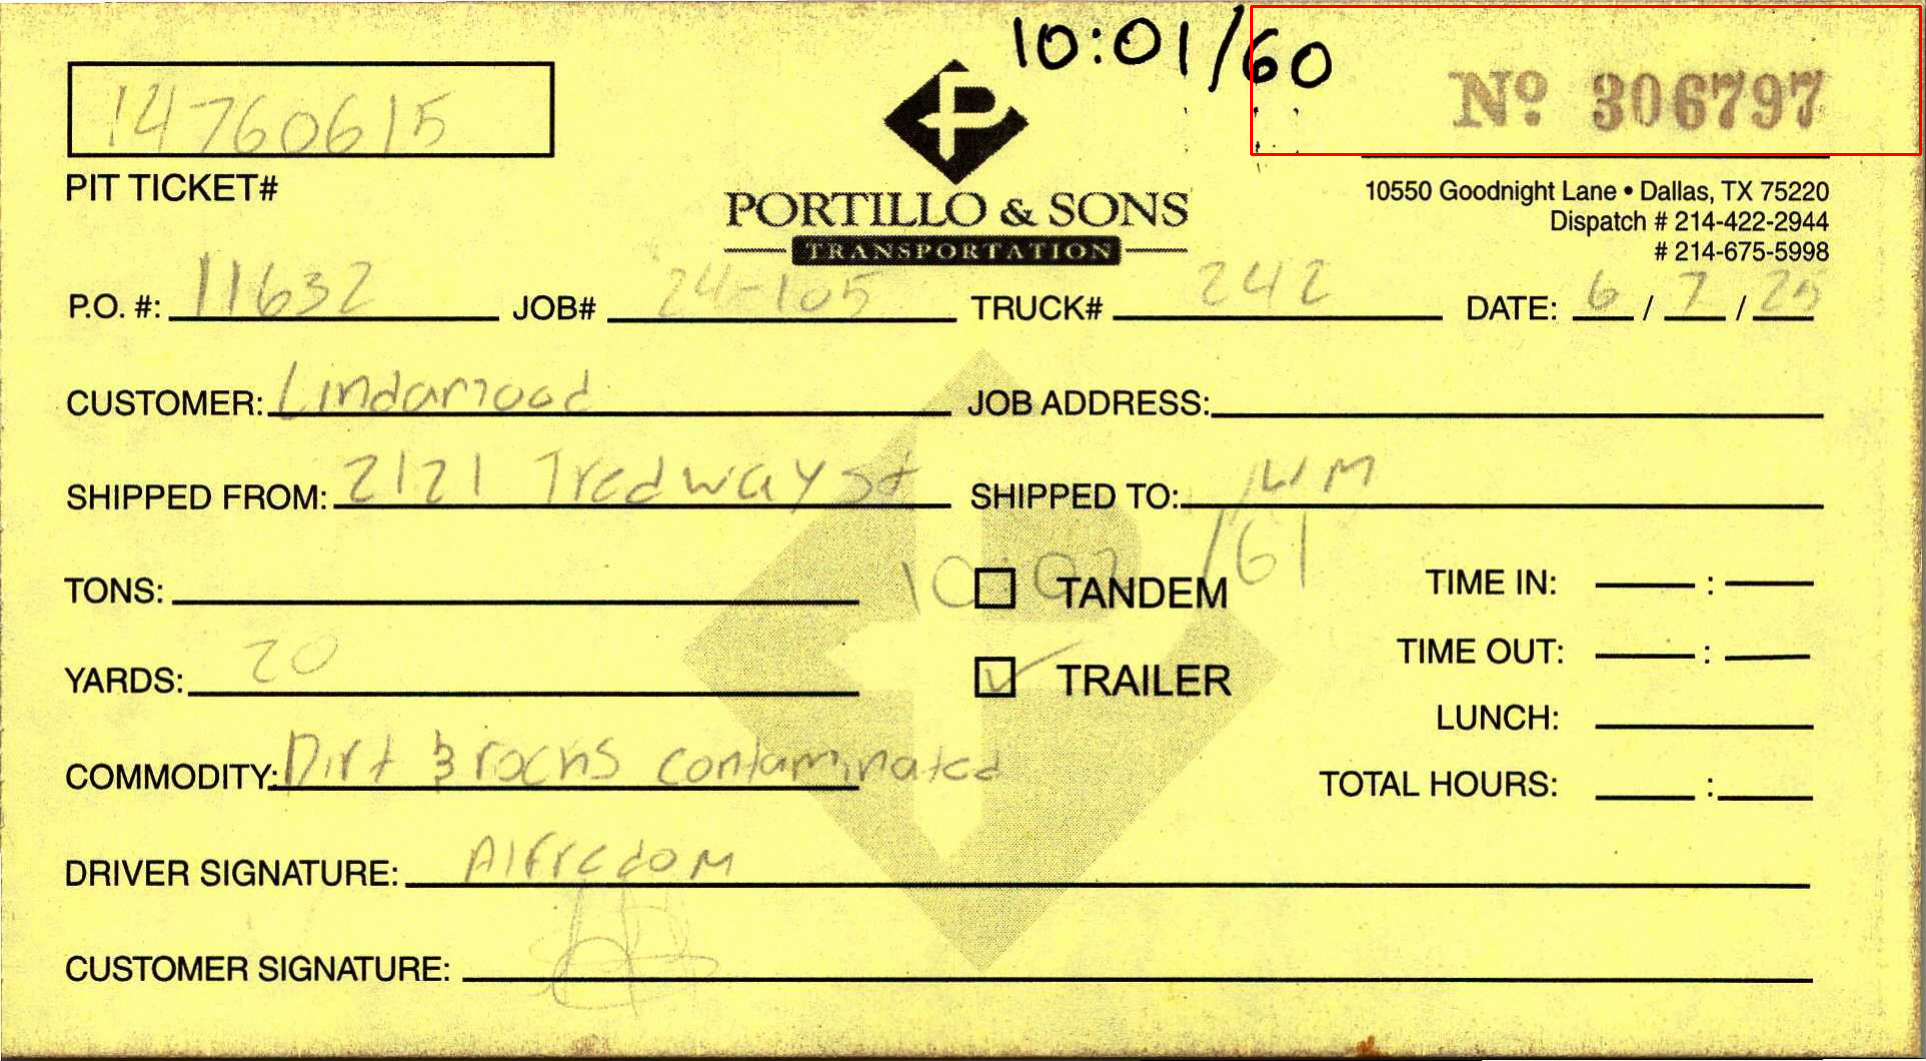 10:01/60
Nº 306797
14760615
PIT TICKET#
PORTILLO & SONS
TRANSPORTATION
10550 Goodnight Lane • Dallas, TX 75220
Dispatch # 214-422-2944
# 214-675-5998
P.O. #: 11632 JOB# 24-105 TRUCK# 242 DATE: 6 / 7 / 25
CUSTOMER: Lindamood JOB ADDRESS:
SHIPPED FROM: 2121 Tredway St SHIPPED TO: WM
TONS: 10:02 /61 TANDEM TIME IN: :
YARDS: 20 TRAILER TIME OUT: :
LUNCH:
COMMODITY: Dirt & rocks contaminated TOTAL HOURS: :
DRIVER SIGNATURE: Alfredo M
CUSTOMER SIGNATURE: